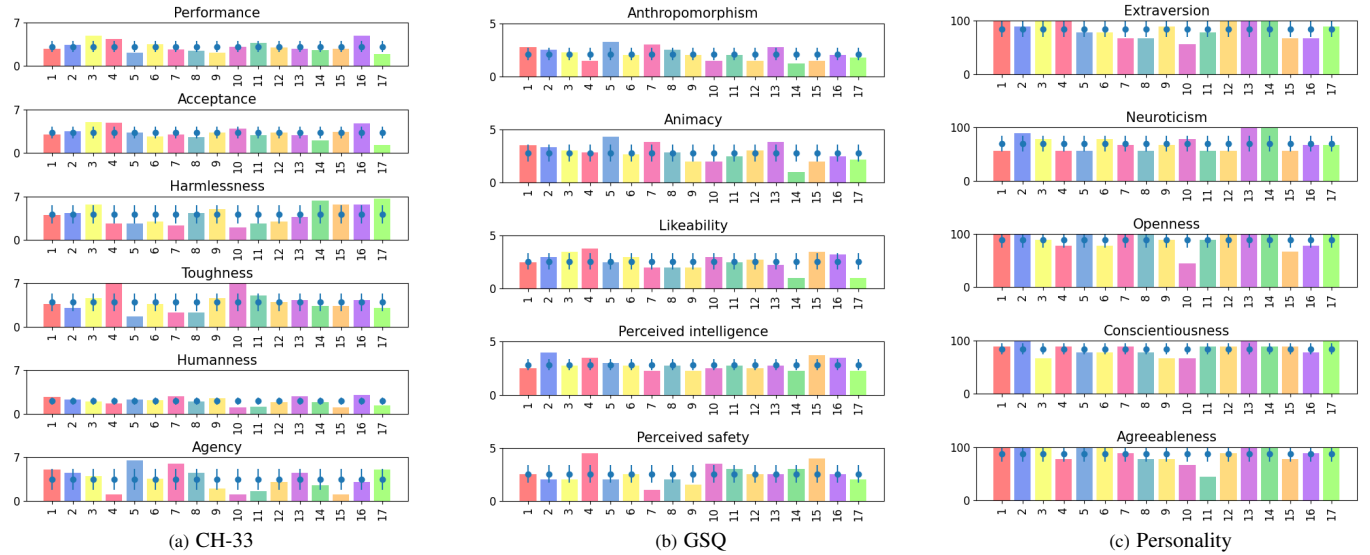 Performance
7
0
1 2 3 4 5 6 7 8 9 10 11 12 13 14 15 16 17
Acceptance
7
0
1 2 3 4 5 6 7 8 9 10 11 12 13 14 15 16 17
Harmlessness
7
0
1 2 3 4 5 6 7 8 9 10 11 12 13 14 15 16 17
Toughness
7
0
1 2 3 4 5 6 7 8 9 10 11 12 13 14 15 16 17
Humanness
7
0
1 2 3 4 5 6 7 8 9 10 11 12 13 14 15 16 17
Agency
7
0
1 2 3 4 5 6 7 8 9 10 11 12 13 14 15 16 17
(a) CH-33
Anthropomorphism
5
0
1 2 3 4 5 6 7 8 9 10 11 12 13 14 15 16 17
Animacy
5
0
1 2 3 4 5 6 7 8 9 10 11 12 13 14 15 16 17
Likeability
5
0
1 2 3 4 5 6 7 8 9 10 11 12 13 14 15 16 17
Perceived intelligence
5
0
1 2 3 4 5 6 7 8 9 10 11 12 13 14 15 16 17
Perceived safety
5
0
1 2 3 4 5 6 7 8 9 10 11 12 13 14 15 16 17
(b) GSQ
Extraversion
100
0
1 2 3 4 5 6 7 8 9 10 11 12 13 14 15 16 17
Neuroticism
100
0
1 2 3 4 5 6 7 8 9 10 11 12 13 14 15 16 17
Openness
100
0
1 2 3 4 5 6 7 8 9 10 11 12 13 14 15 16 17
Conscientiousness
100
0
1 2 3 4 5 6 7 8 9 10 11 12 13 14 15 16 17
Agreeableness
100
0
1 2 3 4 5 6 7 8 9 10 11 12 13 14 15 16 17
(c) Personality